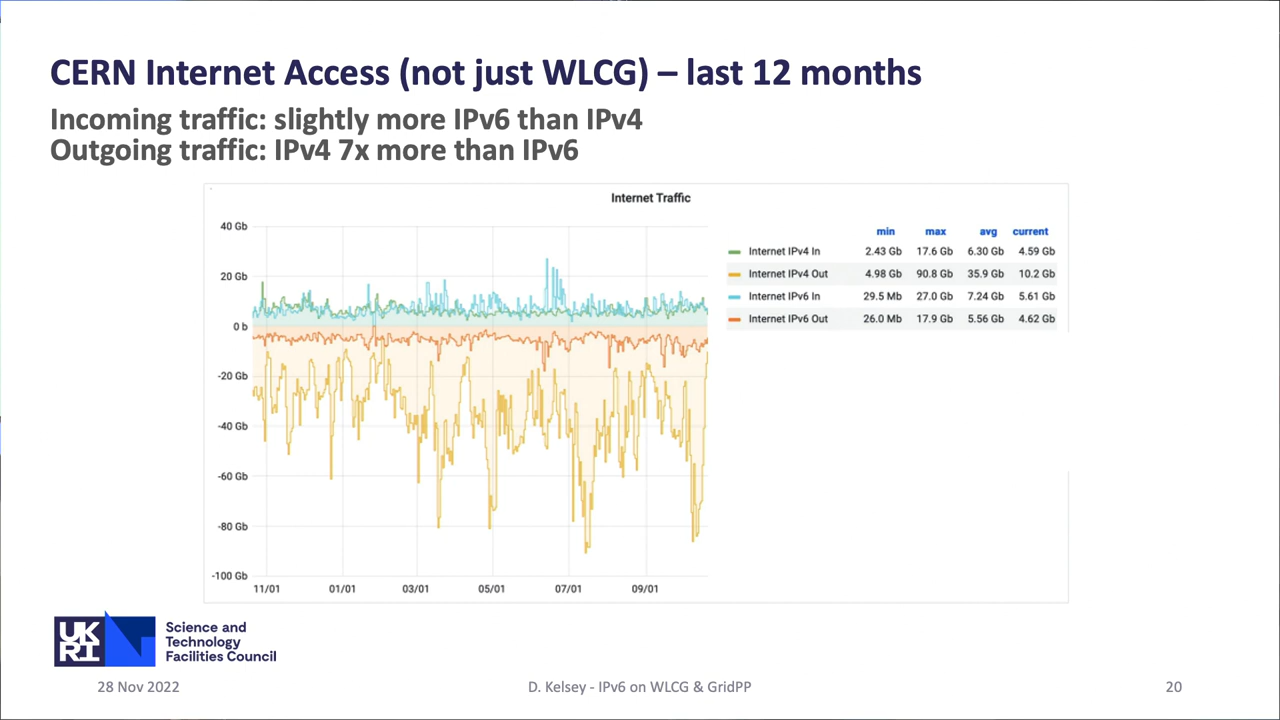 CERN Internet Access (not just WLCG) – last 12 months
Incoming traffic: slightly more IPv6 than IPv4
Outgoing traffic: IPv4 7x more than IPv6
Internet Traffic
40 Gb
20 Gb
0 b
-20 Gb
-40 Gb
-60 Gb
-80 Gb
-100 Gb
11/01 01/01 03/01 05/01 07/01 09/01
min max avg current
Internet IPv4 In 2.43 Gb 17.6 Gb 6.30 Gb 4.59 Gb
Internet IPv4 Out 4.98 Gb 90.8 Gb 35.9 Gb 10.2 Gb
Internet IPv6 In 29.5 Mb 27.0 Gb 7.24 Gb 5.61 Gb
Internet IPv6 Out 26.0 Mb 17.9 Gb 5.56 Gb 4.62 Gb
UK
RI
Science and
Technology
Facilities Council
28 Nov 2022 D. Kelsey - IPv6 on WLCG & GridPP 20